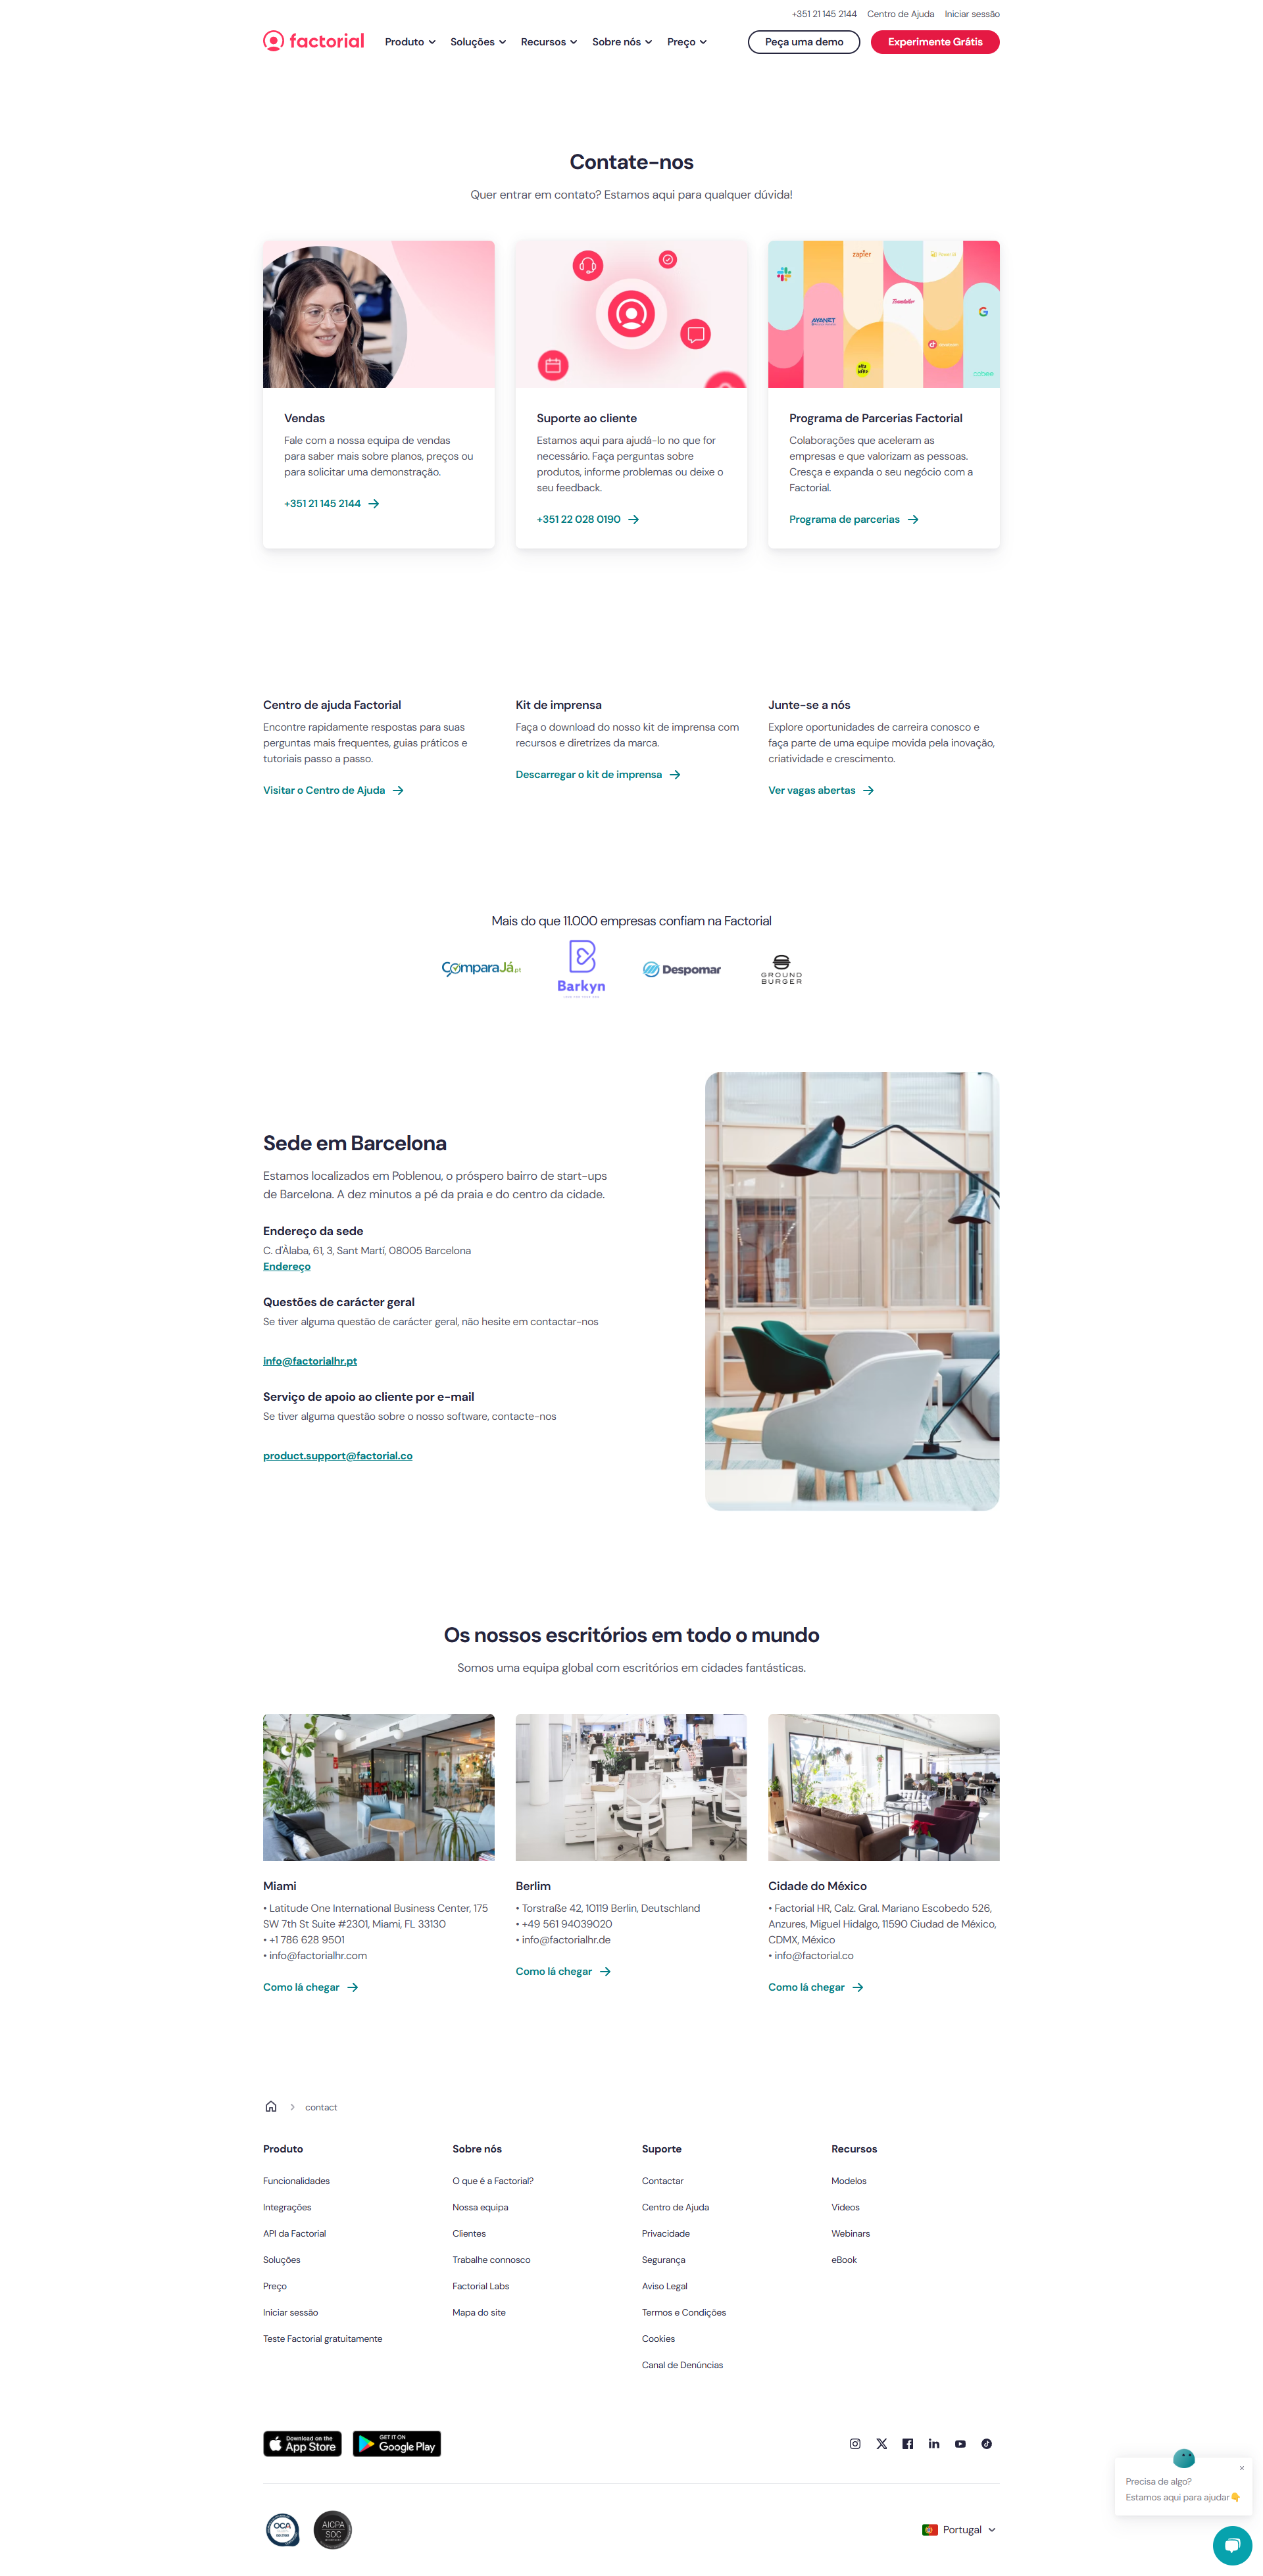 +351 21 145 2144 Centro de Ajuda Iniciar sessão
factorial Produto Soluções Recursos Sobre nós Preço Peça uma demo Experimente Grátis
Contate-nos
Quer entrar em contato? Estamos aqui para qualquer dúvida!
zapier
AVANXT
Vendas
Fale com a nossa equipa de vendas
para saber mais sobre planos, preços ou
para solicitar uma demonstração.
+351 21 145 2144
Suporte ao cliente
Estamos aqui para ajudá-lo no que for
necessário. Faça perguntas sobre
produtos, informe problemas ou deixe o
seu feedback.
+351 22 028 0190
Programa de Parcerias Factorial
Colaborações que aceleram as
empresas e que valorizam as pessoas.
Cresça e expanda o seu negócio com a
Factorial.
Programa de parcerias
Centro de ajuda Factorial
Encontre rapidamente respostas para suas
perguntas mais frequentes, guias práticos e
tutoriais passo a passo.
Visitar o Centro de Ajuda
Kit de imprensa
Faça o download do nosso kit de imprensa com
recursos e diretrizes da marca.
Descarregar o kit de imprensa
Junte-se a nós
Explore oportunidades de carreira conosco e
faça parte de uma equipe movida pela inovação,
criatividade e crescimento.
Ver vagas abertas
Mais do que 11.000 empresas confiam na Factorial
ComparaJá.pt
Barkyn
Despomar
GROUND
BURGER
Sede em Barcelona
Estamos localizados em Poblenou, o próspero bairro de start-ups
de Barcelona. A dez minutos a pé da praia e do centro da cidade.
Endereço da sede
C. d'Àlaba, 61, 3, Sant Martí, 08005 Barcelona
Endereço
Questões de carácter geral
Se tiver alguma questão de carácter geral, não hesite em contactar-nos
info@factorialhr.pt
Serviço de apoio ao cliente por e-mail
Se tiver alguma questão sobre o nosso software, contacte-nos
product.support@factorial.co
Os nossos escritórios em todo o mundo
Somos uma equipa global com escritórios em cidades fantásticas.
Miami
• Latitude One International Business Center, 175
SW 7th St Suite #2301, Miami, FL 33130
• +1 786 628 9501
• info@factorialhr.com
Como lá chegar
Berlim
• Torstraße 42, 10119 Berlin, Deutschland
• +49 561 94039020
• info@factorialhr.de
Como lá chegar
Cidade do México
• Factorial HR, Calz. Gral. Mariano Escobedo 526,
Anzures, Miguel Hidalgo, 11590 Ciudad de México,
CDMX, México
• info@factorial.co
Como lá chegar
contact
Produto
Funcionalidades
Integrações
API da Factorial
Soluções
Preço
Iniciar sessão
Teste Factorial gratuitamente
Sobre nós
O que é a Factorial?
Nossa equipa
Clientes
Trabalhe connosco
Factorial Labs
Mapa do site
Suporte
Contactar
Centro de Ajuda
Privacidade
Segurança
Aviso Legal
Termos e Condições
Cookies
Canal de Denúncias
Recursos
Modelos
Vídeos
Webinars
eBook
Download on the
App Store
GET IT ON
Google Play
Precisa de algo?
Estamos aqui para ajudar👇
OCA
AICPA
SOC
Portugal